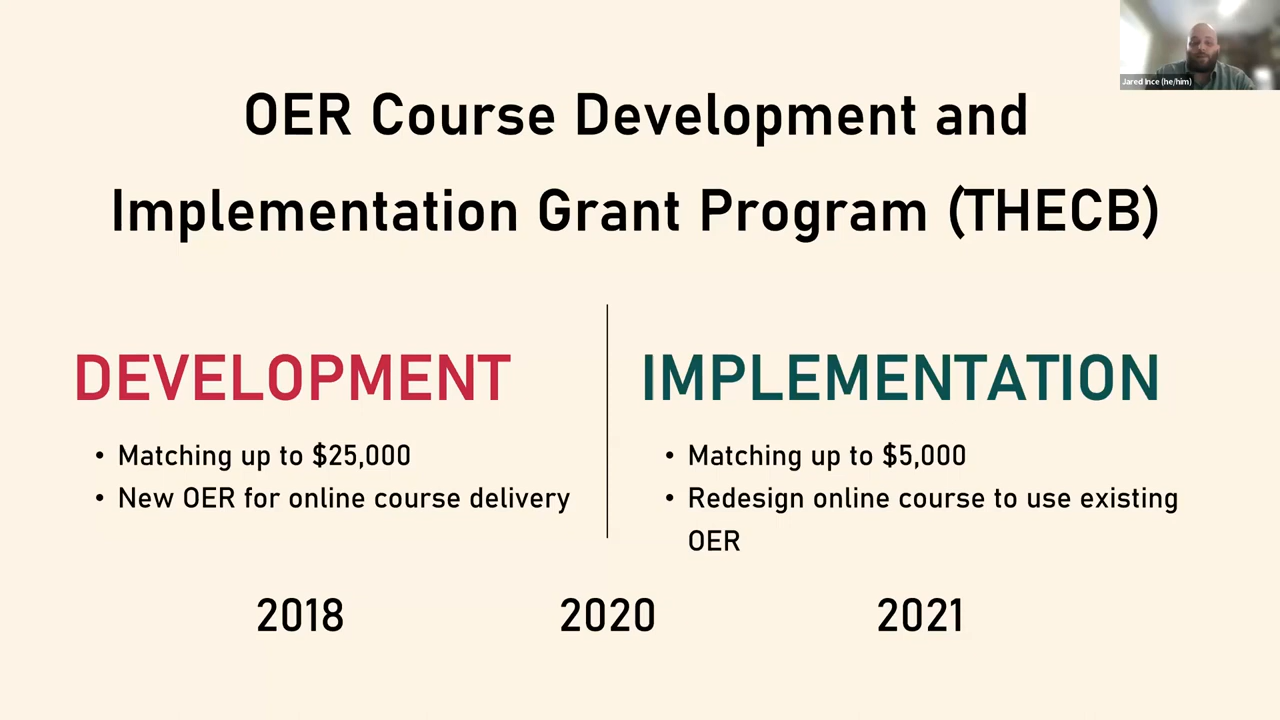 Jared Ince (he/him)
OER Course Development and
Implementation Grant Program (THECB)
DEVELOPMENT
• Matching up to $25,000
• New OER for online course delivery
IMPLEMENTATION
• Matching up to $5,000
• Redesign online course to use existing
OER
2018
2020
2021